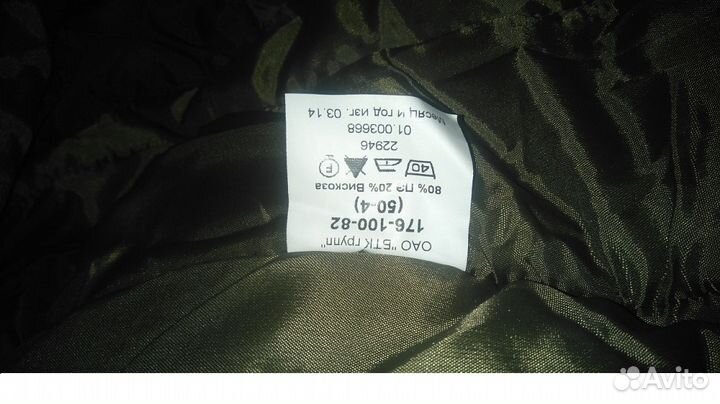 ОАО "БТК групп"
176-100-82
(50-4)
80% ПЭ 20% Вискоза
40 F
22946
01.003668
Месяц и год изг. 03.14
Avito